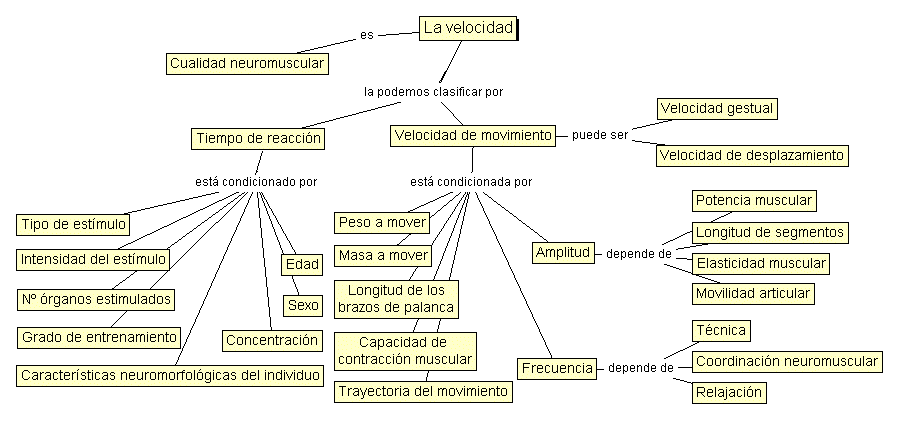 La velocidad
es
Cualidad neuromuscular
la podemos clasificar por
Tiempo de reacción
está condicionado por
Tipo de estímulo
Intensidad del estímulo
Nº órganos estimulados
Grado de entrenamiento
Características neuromorfológicas del individuo
Concentración
Edad
Sexo
Velocidad de movimiento
puede ser
Velocidad gestual
Velocidad de desplazamiento
está condicionada por
Peso a mover
Masa a mover
Longitud de los
brazos de palanca
Capacidad de
contracción muscular
Trayectoria del movimiento
Amplitud
depende de
Potencia muscular
Longitud de segmentos
Elasticidad muscular
Movilidad articular
Frecuencia
depende de
Técnica
Coordinación neuromuscular
Relajación